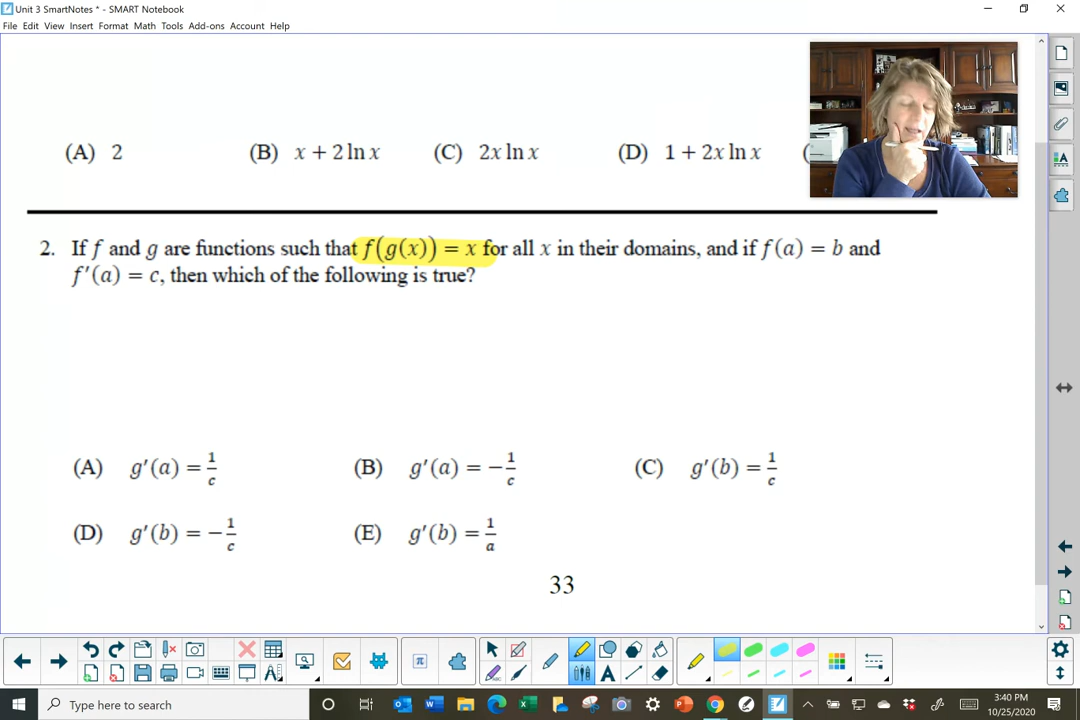 Unit 3 SmartNotes * - SMART Notebook
File Edit View Insert Format Math Tools Add-ons Account Help
(A) 2 (B) x + 2 ln x (C) 2x ln x (D) 1 + 2x ln x (
2. If f and g are functions such that f(g(x)) = x for all x in their domains, and if f(a) = b and
f′(a) = c, then which of the following is true?
(A) g′(a) = 1/c (B) g′(a) = −1/c (C) g′(b) = 1/c
(D) g′(b) = −1/c (E) g′(b) = 1/a
33
Type here to search
3:40 PM
10/25/2020